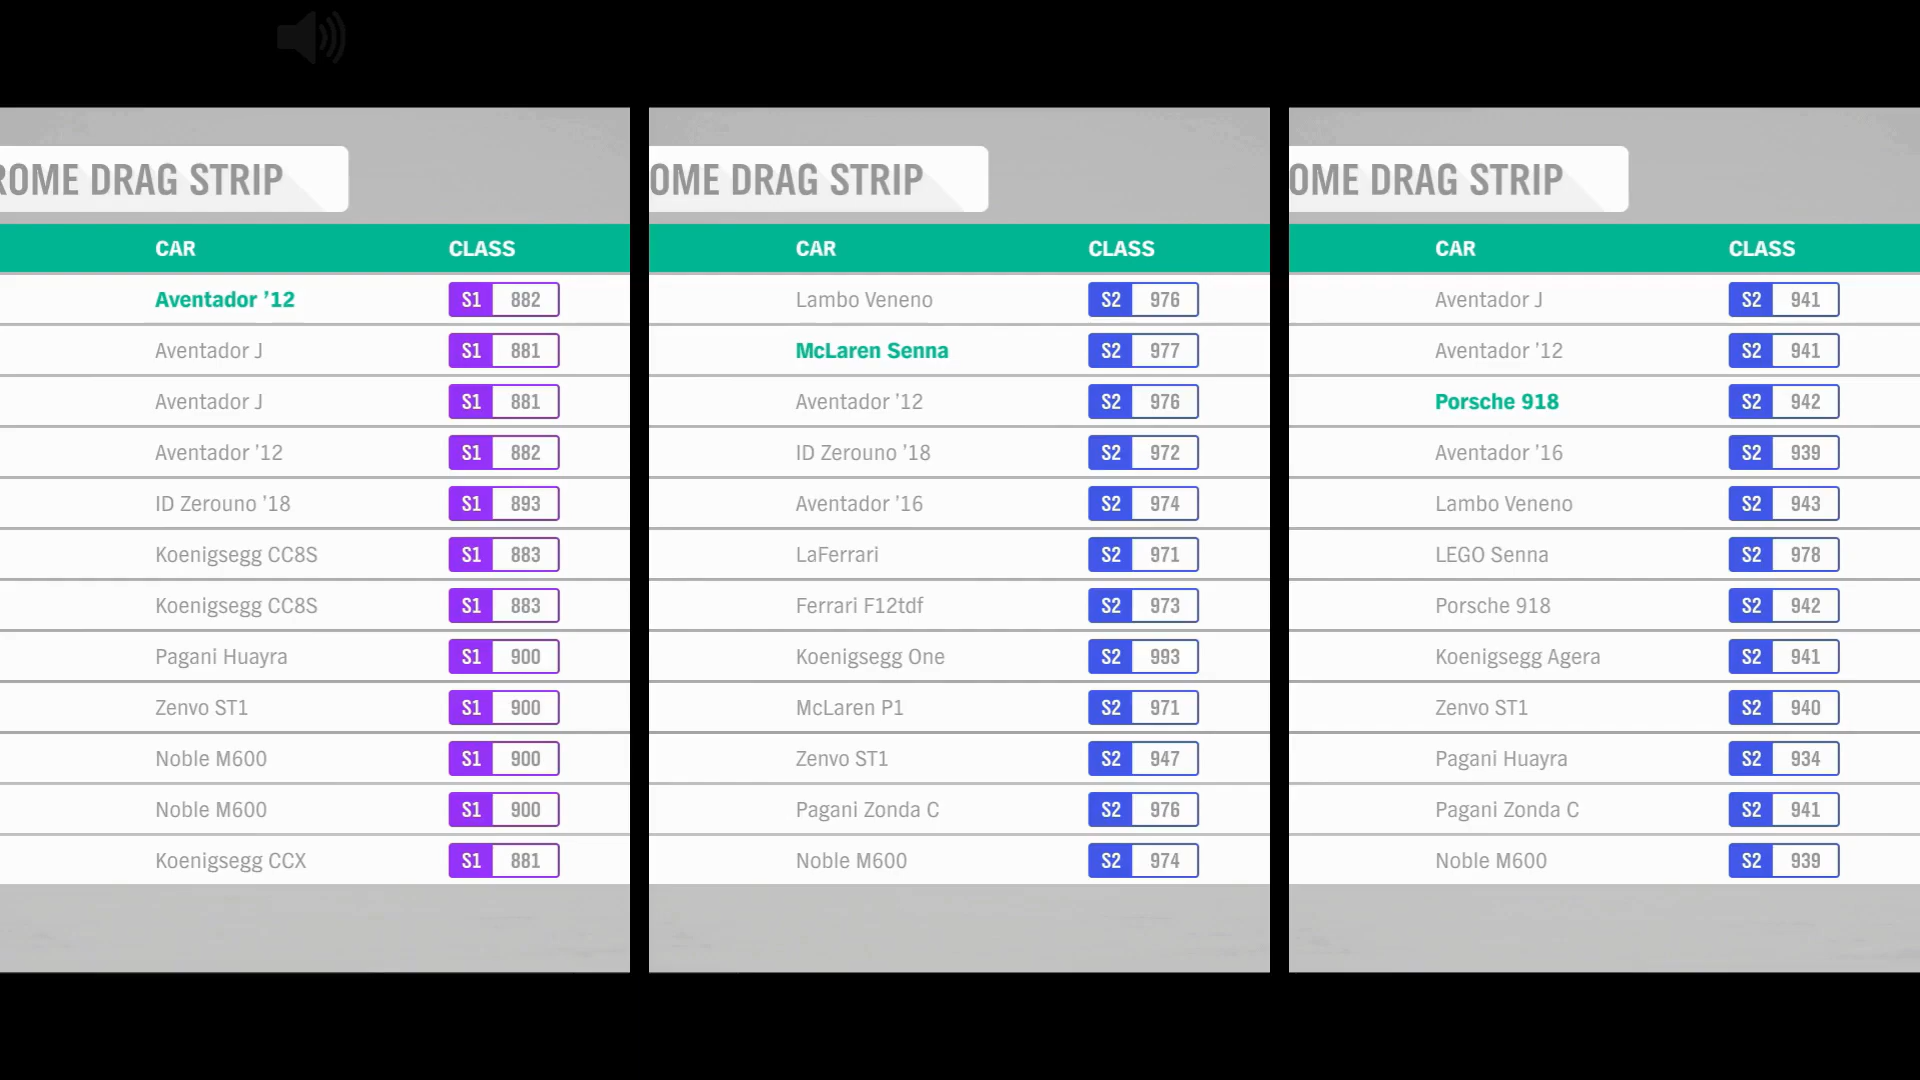 ROME DRAG STRIP
CAR CLASS
Aventador ’12 S1 882
Aventador J S1 881
Aventador J S1 881
Aventador ’12 S1 882
ID Zerouno ’18 S1 893
Koenigsegg CC8S S1 883
Koenigsegg CC8S S1 883
Pagani Huayra S1 900
Zenvo ST1 S1 900
Noble M600 S1 900
Noble M600 S1 900
Koenigsegg CCX S1 881
OME DRAG STRIP
CAR CLASS
Lambo Veneno S2 976
McLaren Senna S2 977
Aventador ’12 S2 976
ID Zerouno ’18 S2 972
Aventador ’16 S2 974
LaFerrari S2 971
Ferrari F12tdf S2 973
Koenigsegg One S2 993
McLaren P1 S2 971
Zenvo ST1 S2 947
Pagani Zonda C S2 976
Noble M600 S2 974
OME DRAG STRIP
CAR CLASS
Aventador J S2 941
Aventador ’12 S2 941
Porsche 918 S2 942
Aventador ’16 S2 939
Lambo Veneno S2 943
LEGO Senna S2 978
Porsche 918 S2 942
Koenigsegg Agera S2 941
Zenvo ST1 S2 940
Pagani Huayra S2 934
Pagani Zonda C S2 941
Noble M600 S2 939